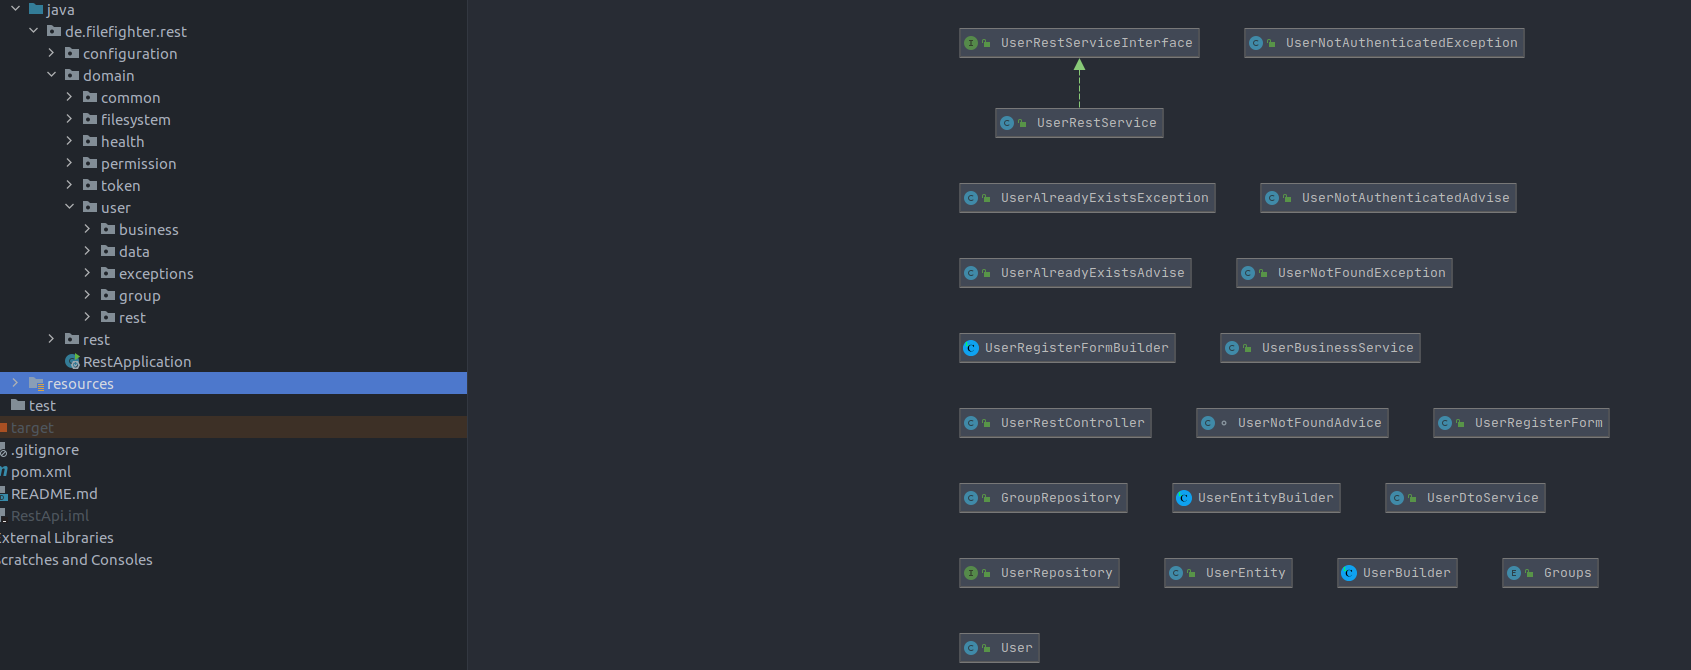 java
de.filefighter.rest
configuration
domain
common
filesystem
health
permission
token
user
business
data
exceptions
group
rest
rest
RestApplication
resources
test
target
.gitignore
pom.xml
README.md
RestApi.iml
External Libraries
cratches and Consoles
UserRestServiceInterface UserNotAuthenticatedException
UserRestService
UserAlreadyExistsException UserNotAuthenticatedAdvise
UserAlreadyExistsAdvise UserNotFoundException
UserRegisterFormBuilder UserBusinessService
UserRestController UserNotFoundAdvice UserRegisterForm
GroupRepository UserEntityBuilder UserDtoService
UserRepository UserEntity UserBuilder Groups
User